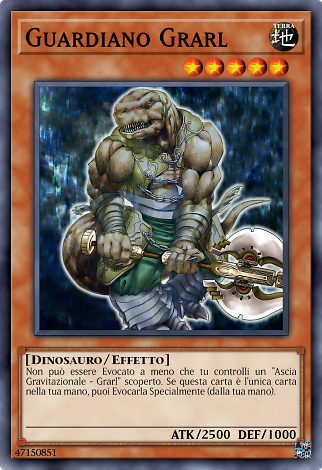 GUARDIANO GRARL
TERRA
地
[DINOSAURO/EFFETTO]
Non può essere Evocato a meno che tu controlli un "Ascia
Gravitazionale - Grarl" scoperto. Se questa carta è l'unica carta
nella tua mano, puoi Evocarla Specialmente (dalla tua mano).
ATK/2500 DEF/1000
47150851